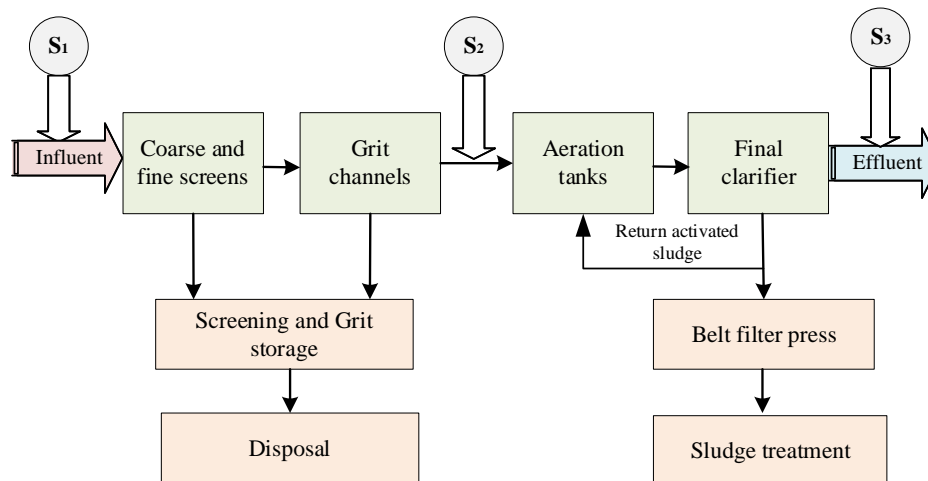 S1
S2
S3
Influent
Coarse and
fine screens
Grit
channels
Aeration
tanks
Final
clarifier
Effluent
Return activated
sludge
Screening and Grit
storage
Belt filter press
Disposal
Sludge treatment